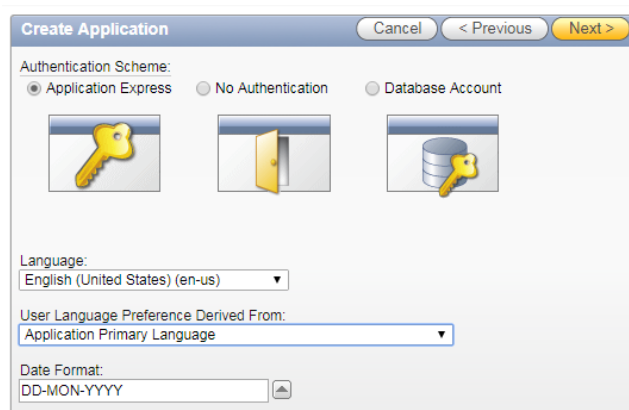 Create Application
Cancel
< Previous
Next >
Authentication Scheme:
Application Express
No Authentication
Database Account
Language:
English (United States) (en-us)
User Language Preference Derived From:
Application Primary Language
Date Format:
DD-MON-YYYY